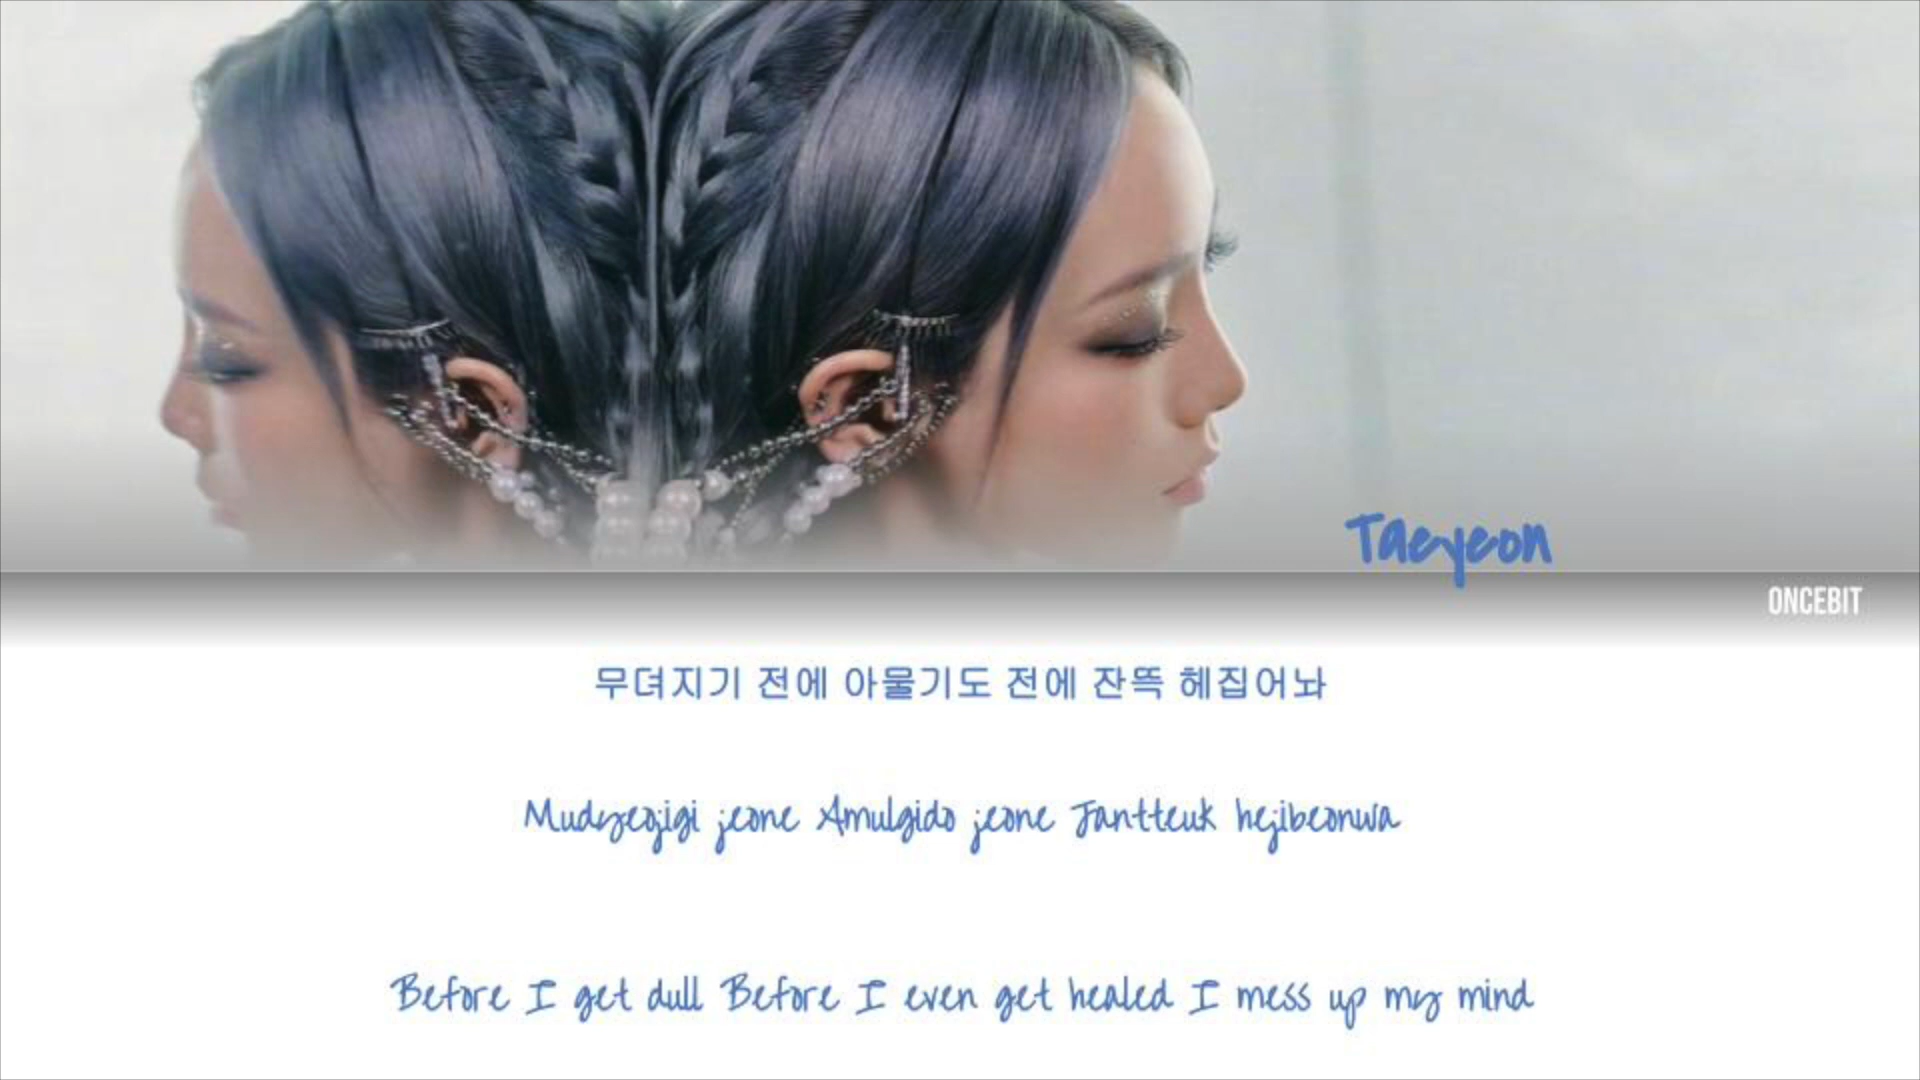 Taeyeon
ONCEBIT
무뎌지기 전에 아물기도 전에 잔뜩 헤집어놔
Mudyeojigi jeone Amulgido jeone Jantteuk hejibeonwa
Before I get dull Before I even get healed I mess up my mind